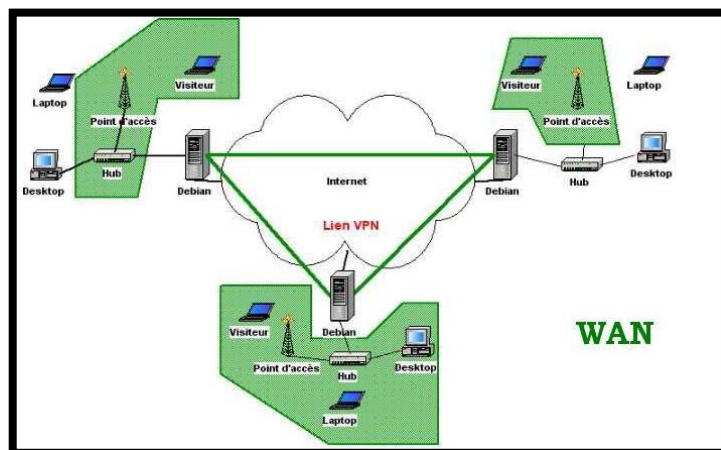 Visiteur
Laptop
Point d'accès
Desktop
Hub
Debian
Visiteur
Laptop
Point d'accès
Debian
Hub
Desktop
Internet
Lien VPN
Visiteur
Debian
Point d'accès
Hub
Desktop
Laptop
WAN